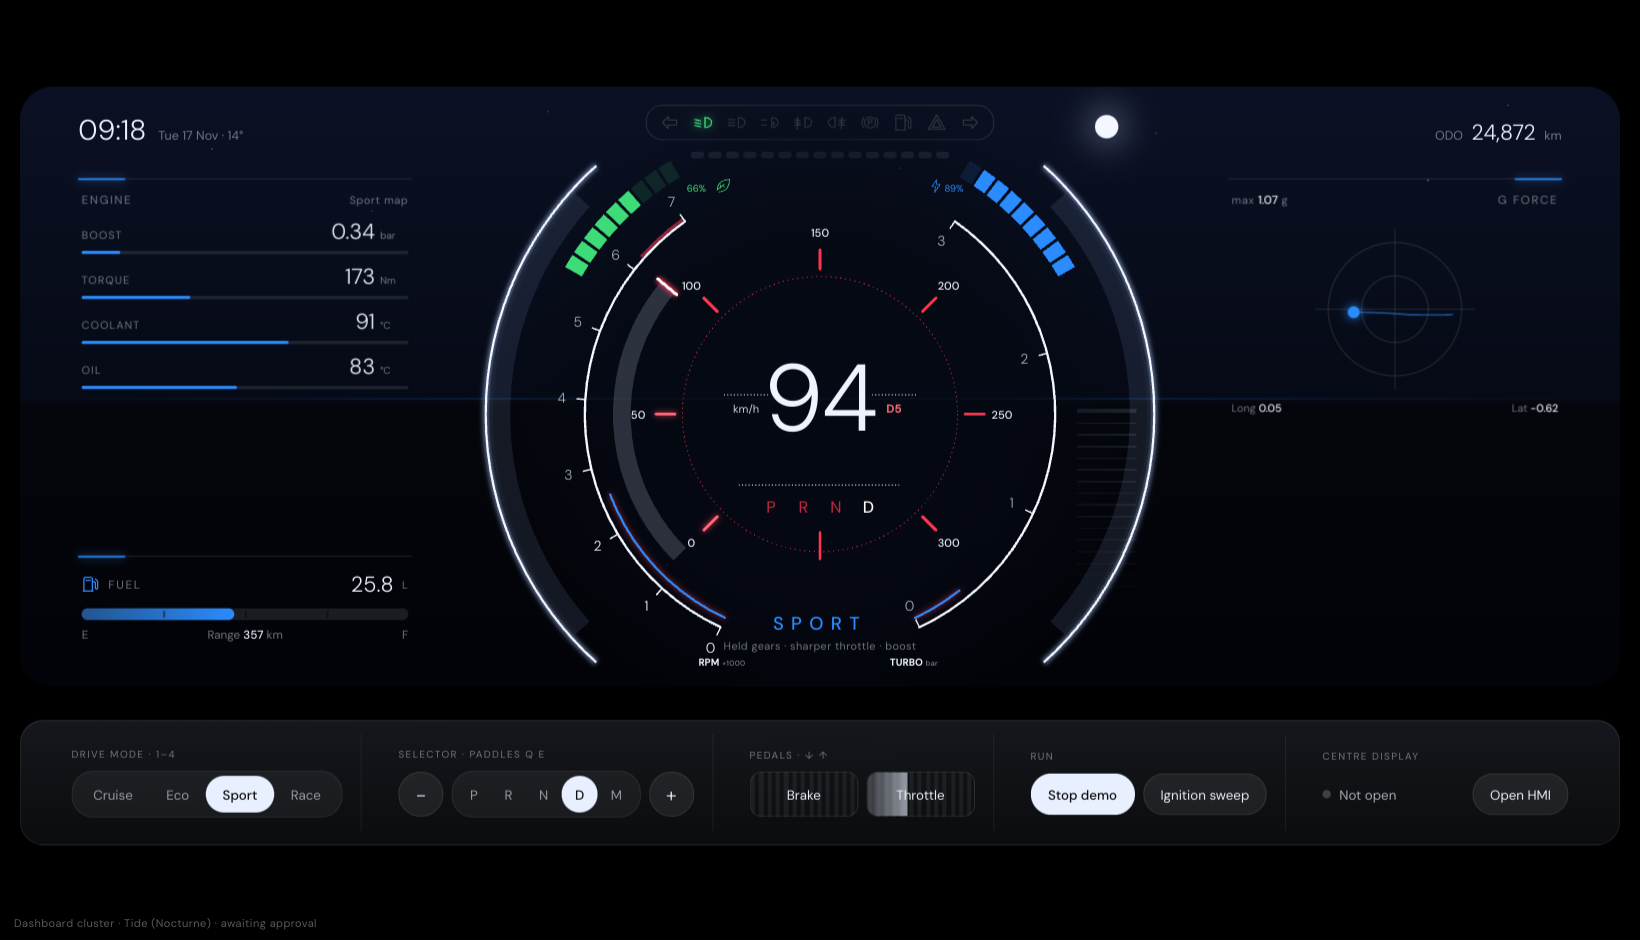 09:18 Tue 17 Nov · 14°
ODO 24,872 km
66%
89%
ENGINE Sport map
BOOST 0.34 bar
TORQUE 173 Nm
COOLANT 91 °C
OIL 83 °C
FUEL 25.8 L
E Range 357 km F
7
6
5
4
3
2
1
0
RPM ×1000
0
50
100
150
200
250
300
94
km/h
D5
P R N D
SPORT
Held gears · sharper throttle · boost
3
2
1
0
TURBO bar
max 1.07 g G FORCE
Long 0.05 Lat -0.62
DRIVE MODE · 1–4
Cruise Eco Sport Race
SELECTOR · PADDLES Q E
− P R N D M +
PEDALS · ↓ ↑
Brake Throttle
RUN
Stop demo Ignition sweep
CENTRE DISPLAY
Not open Open HMI
Dashboard cluster · Tide (Nocturne) · awaiting approval